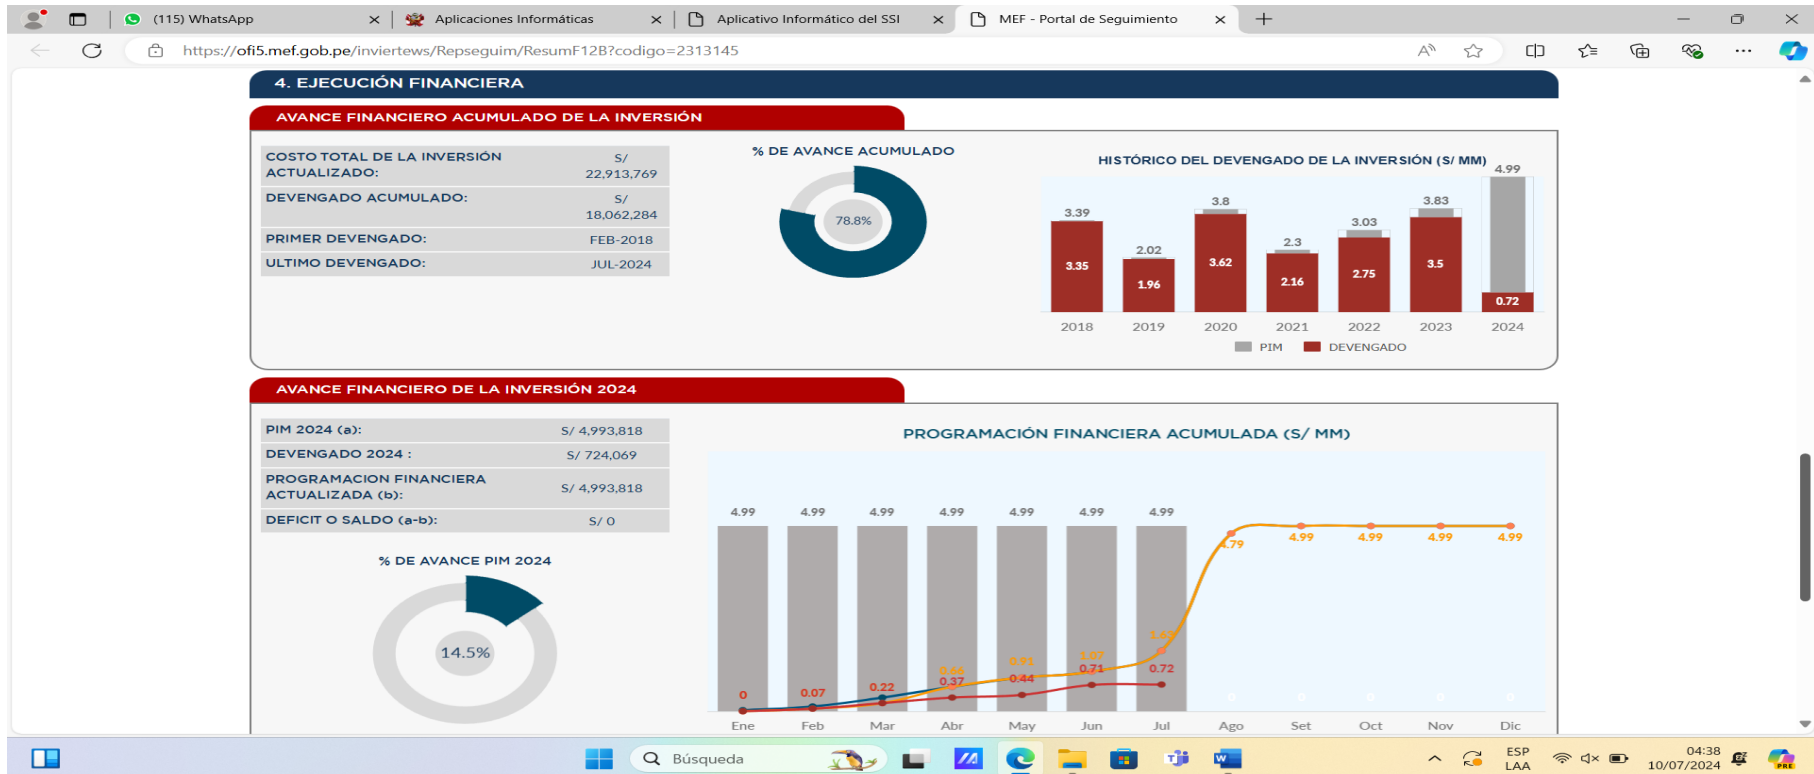 (115) WhatsApp
Aplicaciones Informáticas
Aplicativo Informático del SSI
MEF - Portal de Seguimiento
https://ofi5.mef.gob.pe/inviertews/Repseguim/ResumF12B?codigo=2313145
4. EJECUCIÓN FINANCIERA
AVANCE FINANCIERO ACUMULADO DE LA INVERSIÓN
COSTO TOTAL DE LA INVERSIÓN
ACTUALIZADO:
S/
22,913,769
DEVENGADO ACUMULADO:
S/
18,062,284
PRIMER DEVENGADO: FEB-2018
ULTIMO DEVENGADO: JUL-2024
% DE AVANCE ACUMULADO
78.8%
HISTÓRICO DEL DEVENGADO DE LA INVERSIÓN (S/ MM)
3.39 2.02 3.8 2.3 3.03 3.83 4.99
3.35 1.96 3.62 2.16 2.75 3.5 0.72
2018 2019 2020 2021 2022 2023 2024
PIM DEVENGADO
AVANCE FINANCIERO DE LA INVERSIÓN 2024
PIM 2024 (a): S/ 4,993,818
DEVENGADO 2024 : S/ 724,069
PROGRAMACION FINANCIERA
ACTUALIZADA (b):
S/ 4,993,818
DEFICIT O SALDO (a-b): S/ 0
% DE AVANCE PIM 2024
14.5%
PROGRAMACIÓN FINANCIERA ACUMULADA (S/ MM)
4.99 4.99 4.99 4.99 4.99 4.99 4.99
4.79 4.99 4.99 4.99 4.99
0 0.07 0.22 0.37 0.44 0.71 0.72
0 0 0 0 0
Ene Feb Mar Abr May Jun Jul Ago Set Oct Nov Dic
Búsqueda
ESP
LAA
04:38
10/07/2024
PRE